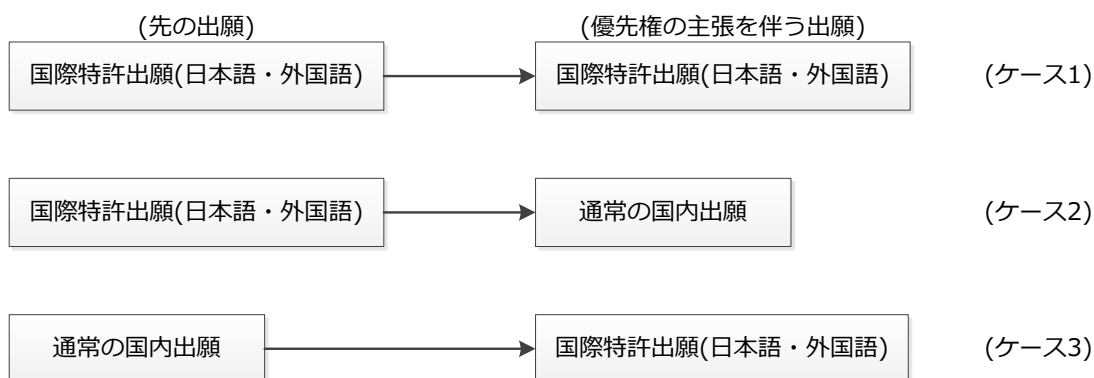 (先の出願) (優先権の主張を伴う出願)
国際特許出願(日本語・外国語) 国際特許出願(日本語・外国語) (ケース1)
国際特許出願(日本語・外国語) 通常の国内出願 (ケース2)
通常の国内出願 国際特許出願(日本語・外国語) (ケース3)